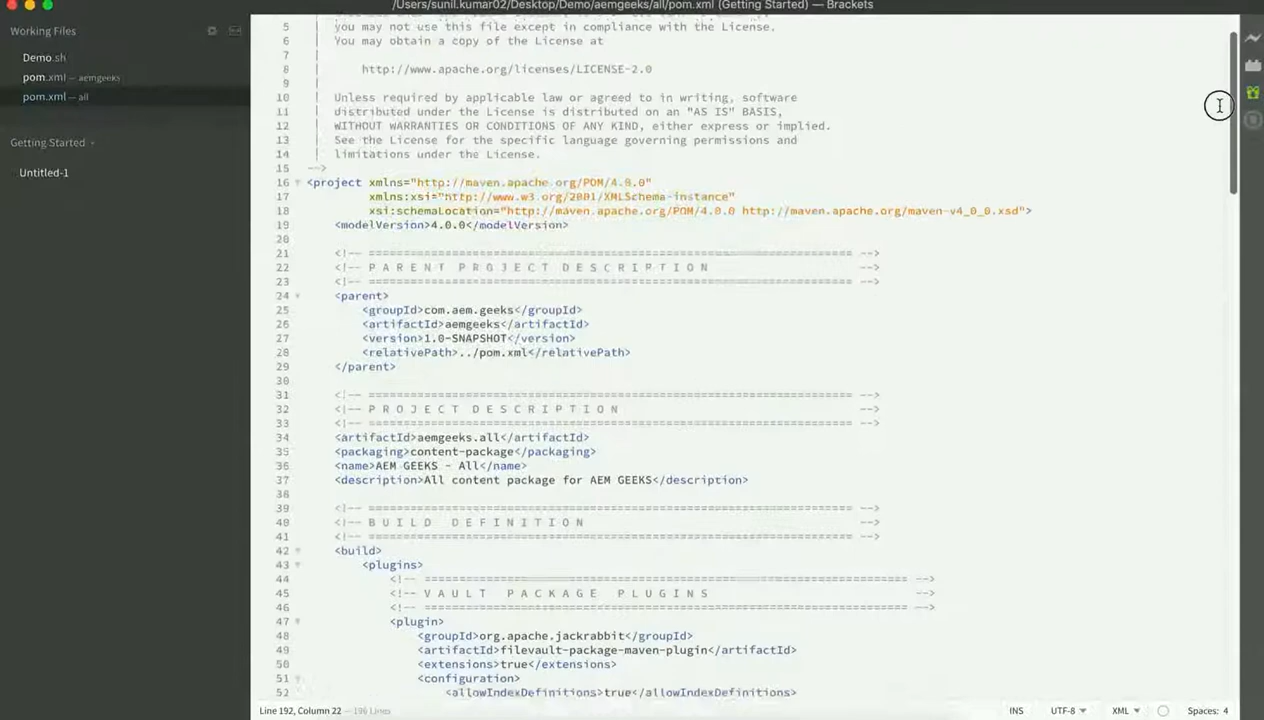 /Users/sunil.kumar02/Desktop/Demo/aemgeeks/all/pom.xml (Getting Started) — Brackets
Working Files
Demo.sh
pom.xml — aemgeeks
pom.xml — all
Getting Started
Untitled-1
5 | you may not use this file except in compliance with the License.
6 | You may obtain a copy of the License at
7 |
8 | http://www.apache.org/licenses/LICENSE-2.0
9 |
10 | Unless required by applicable law or agreed to in writing, software
11 | distributed under the License is distributed on an "AS IS" BASIS,
12 | WITHOUT WARRANTIES OR CONDITIONS OF ANY KIND, either express or implied.
13 | See the License for the specific language governing permissions and
14 | limitations under the License.
15 -->
16 <project xmlns="http://maven.apache.org/POM/4.0.0"
17 xmlns:xsi="http://www.w3.org/2001/XMLSchema-instance"
18 xsi:schemaLocation="http://maven.apache.org/POM/4.0.0 http://maven.apache.org/maven-v4_0_0.xsd">
19 <modelVersion>4.0.0</modelVersion>
20
21 <!-- ====================================================================== -->
22 <!-- P A R E N T  P R O J E C T  D E S C R I P T I O N -->
23 <!-- ====================================================================== -->
24 <parent>
25 <groupId>com.aem.geeks</groupId>
26 <artifactId>aemgeeks</artifactId>
27 <version>1.0-SNAPSHOT</version>
28 <relativePath>../pom.xml</relativePath>
29 </parent>
30
31 <!-- ====================================================================== -->
32 <!-- P R O J E C T  D E S C R I P T I O N -->
33 <!-- ====================================================================== -->
34 <artifactId>aemgeeks.all</artifactId>
35 <packaging>content-package</packaging>
36 <name>AEM GEEKS - All</name>
37 <description>All content package for AEM GEEKS</description>
38
39 <!-- ====================================================================== -->
40 <!-- B U I L D  D E F I N I T I O N -->
41 <!-- ====================================================================== -->
42 <build>
43 <plugins>
44 <!-- ====================================================================== -->
45 <!-- V A U L T  P A C K A G E  P L U G I N S -->
46 <!-- ====================================================================== -->
47 <plugin>
48 <groupId>org.apache.jackrabbit</groupId>
49 <artifactId>filevault-package-maven-plugin</artifactId>
50 <extensions>true</extensions>
51 <configuration>
52 <allowIndexDefinitions>true</allowIndexDefinitions>
Line 192, Column 22 — 196 Lines
INS UTF-8 XML Spaces: 4